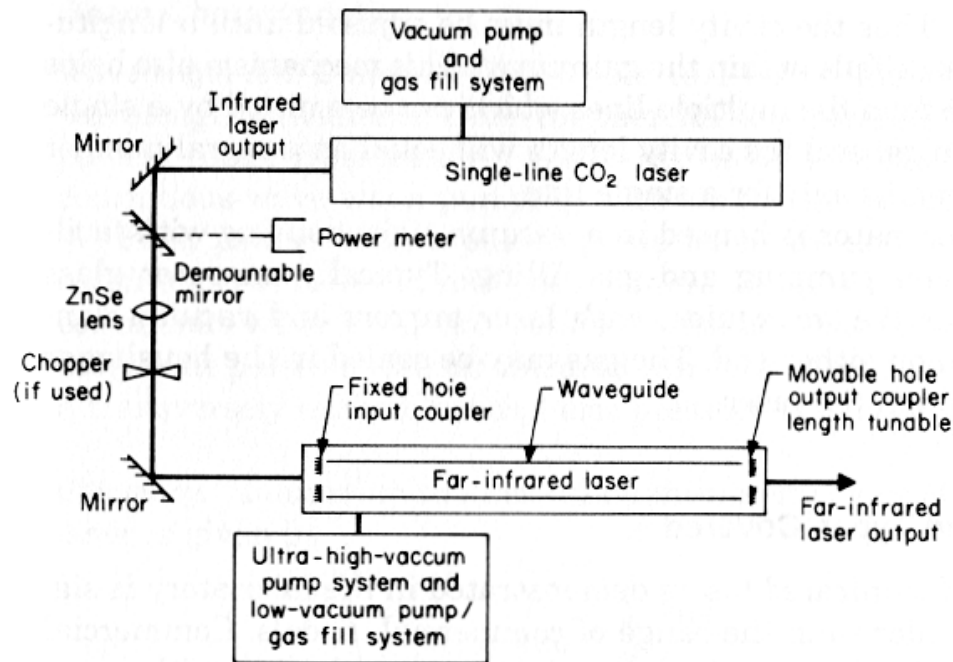 Vacuum pump
and
gas fill system
Infrared
laser
output
Mirror
Single-line CO₂ laser
Power meter
Demountable
mirror
ZnSe
lens
Chopper
(if used)
Fixed hoie
input coupler
Waveguide
Movable hole
output coupler
length tunable
Far-infrared laser
Mirror
Far-infrared
laser output
Ultra-high-vaccum
pump system and
low-vacuum pump/
gas fill system